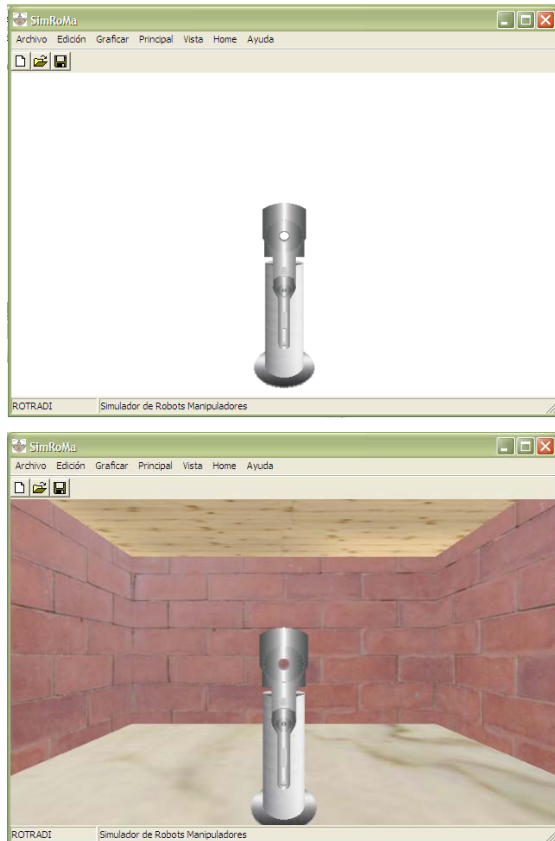 SimRoMa
Archivo Edición Graficar Principal Vista Home Ayuda
ROTRADI Simulador de Robots Manipuladores
SimRoMa
Archivo Edición Graficar Principal Vista Home Ayuda
ROTRADI Simulador de Robots Manipuladores